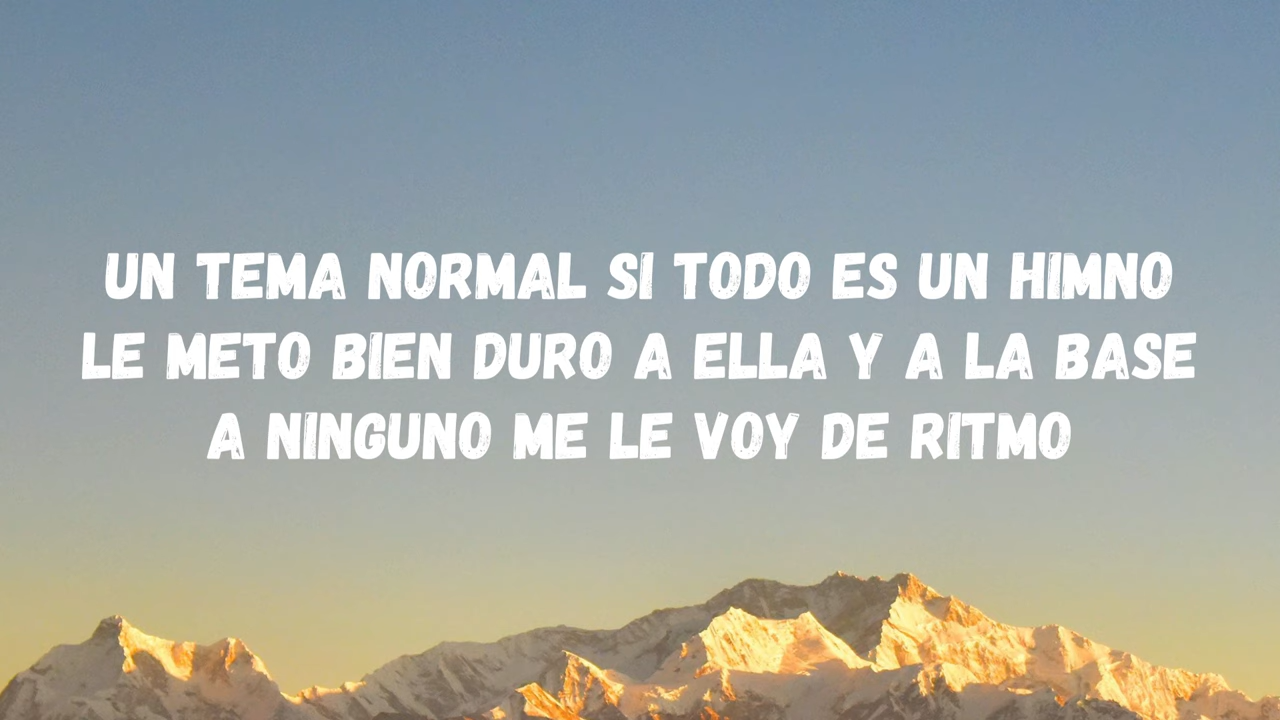 UN TEMA NORMAL SI TODO ES UN HIMNO
LE METO BIEN DURO A ELLA Y A LA BASE
A NINGUNO ME LE VOY DE RITMO